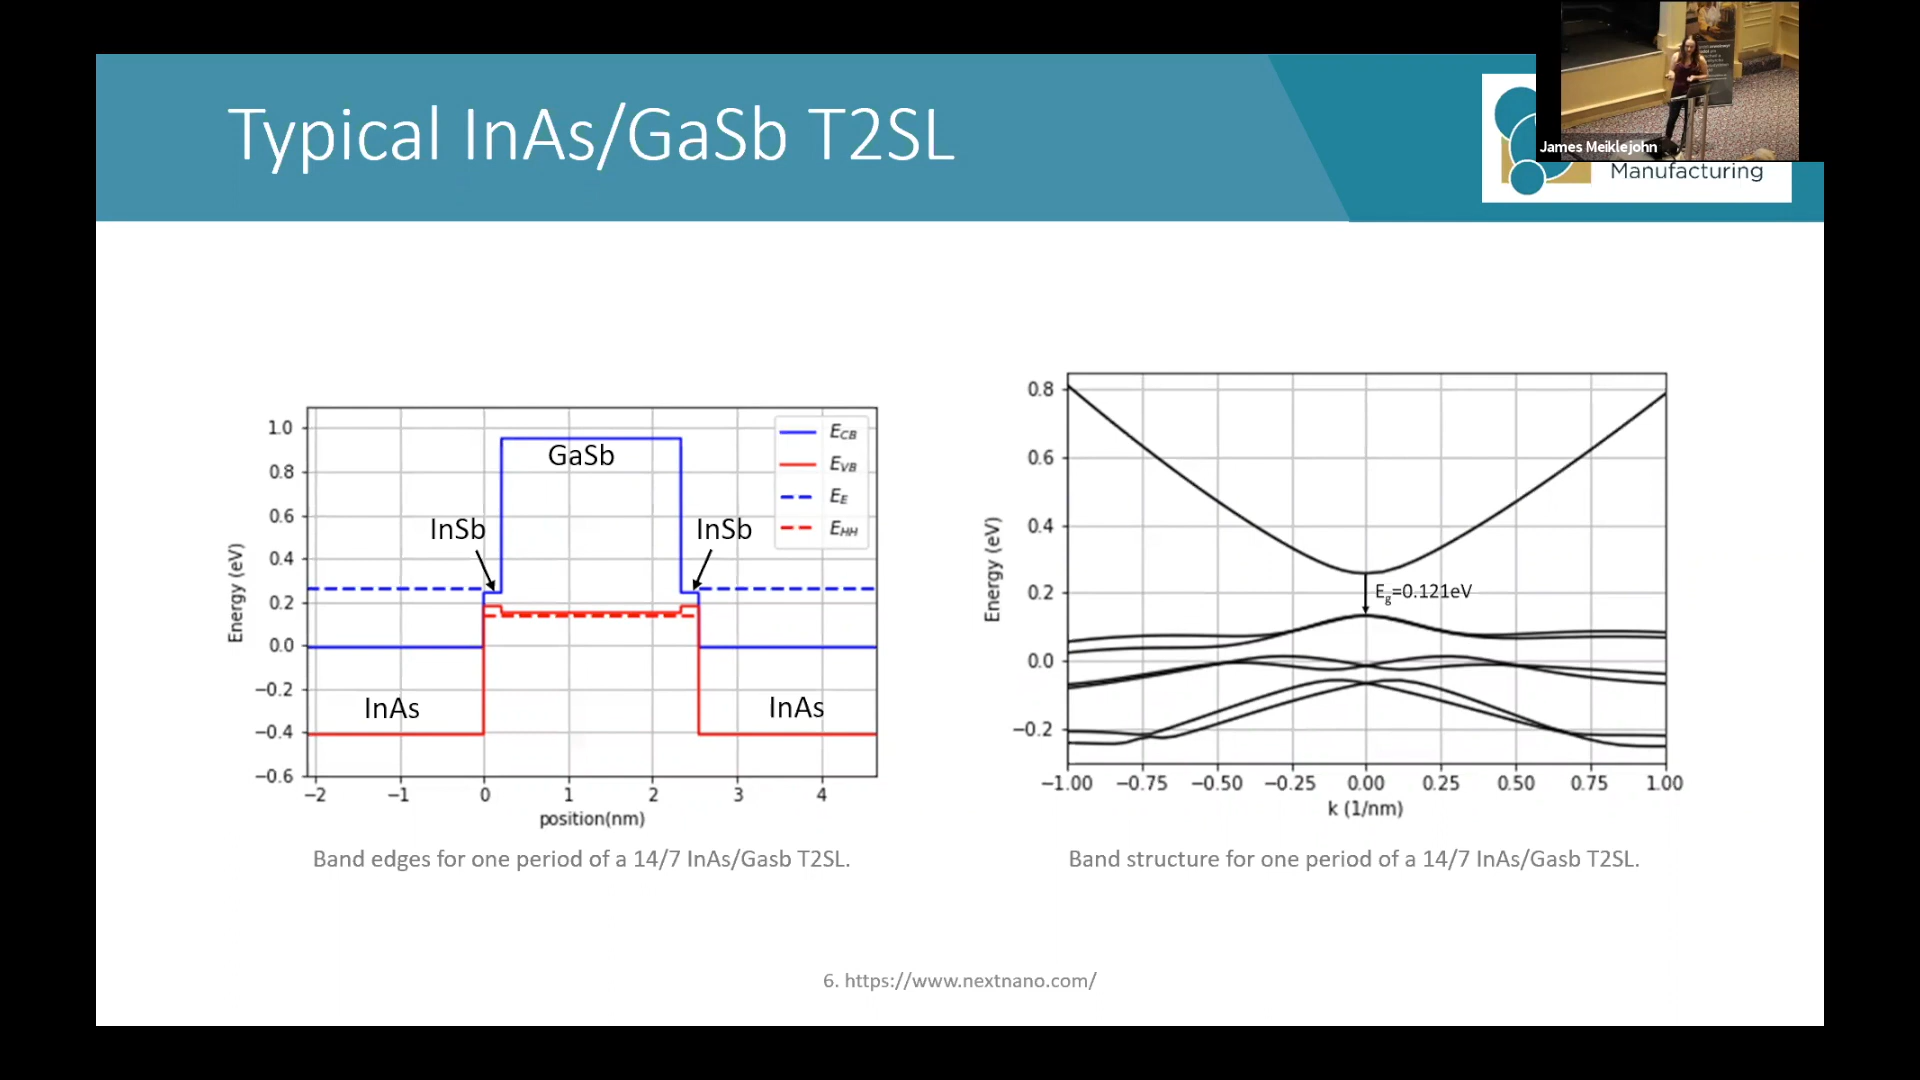 Typical InAs/GaSb T2SL
James Meiklejohn
Manufacturing
1.0
0.8
0.6
0.4
0.2
0.0
−0.2
−0.4
−0.6
Energy (eV)
GaSb
InSb
InSb
InAs
InAs
E_CB
E_VB
E_E
E_HH
−2 −1 0 1 2 3 4
position(nm)
Band edges for one period of a 14/7 InAs/Gasb T2SL.
0.8
0.6
0.4
0.2
0.0
−0.2
Energy (eV)
E_g=0.121eV
−1.00 −0.75 −0.50 −0.25 0.00 0.25 0.50 0.75 1.00
k (1/nm)
Band structure for one period of a 14/7 InAs/Gasb T2SL.
6. https://www.nextnano.com/